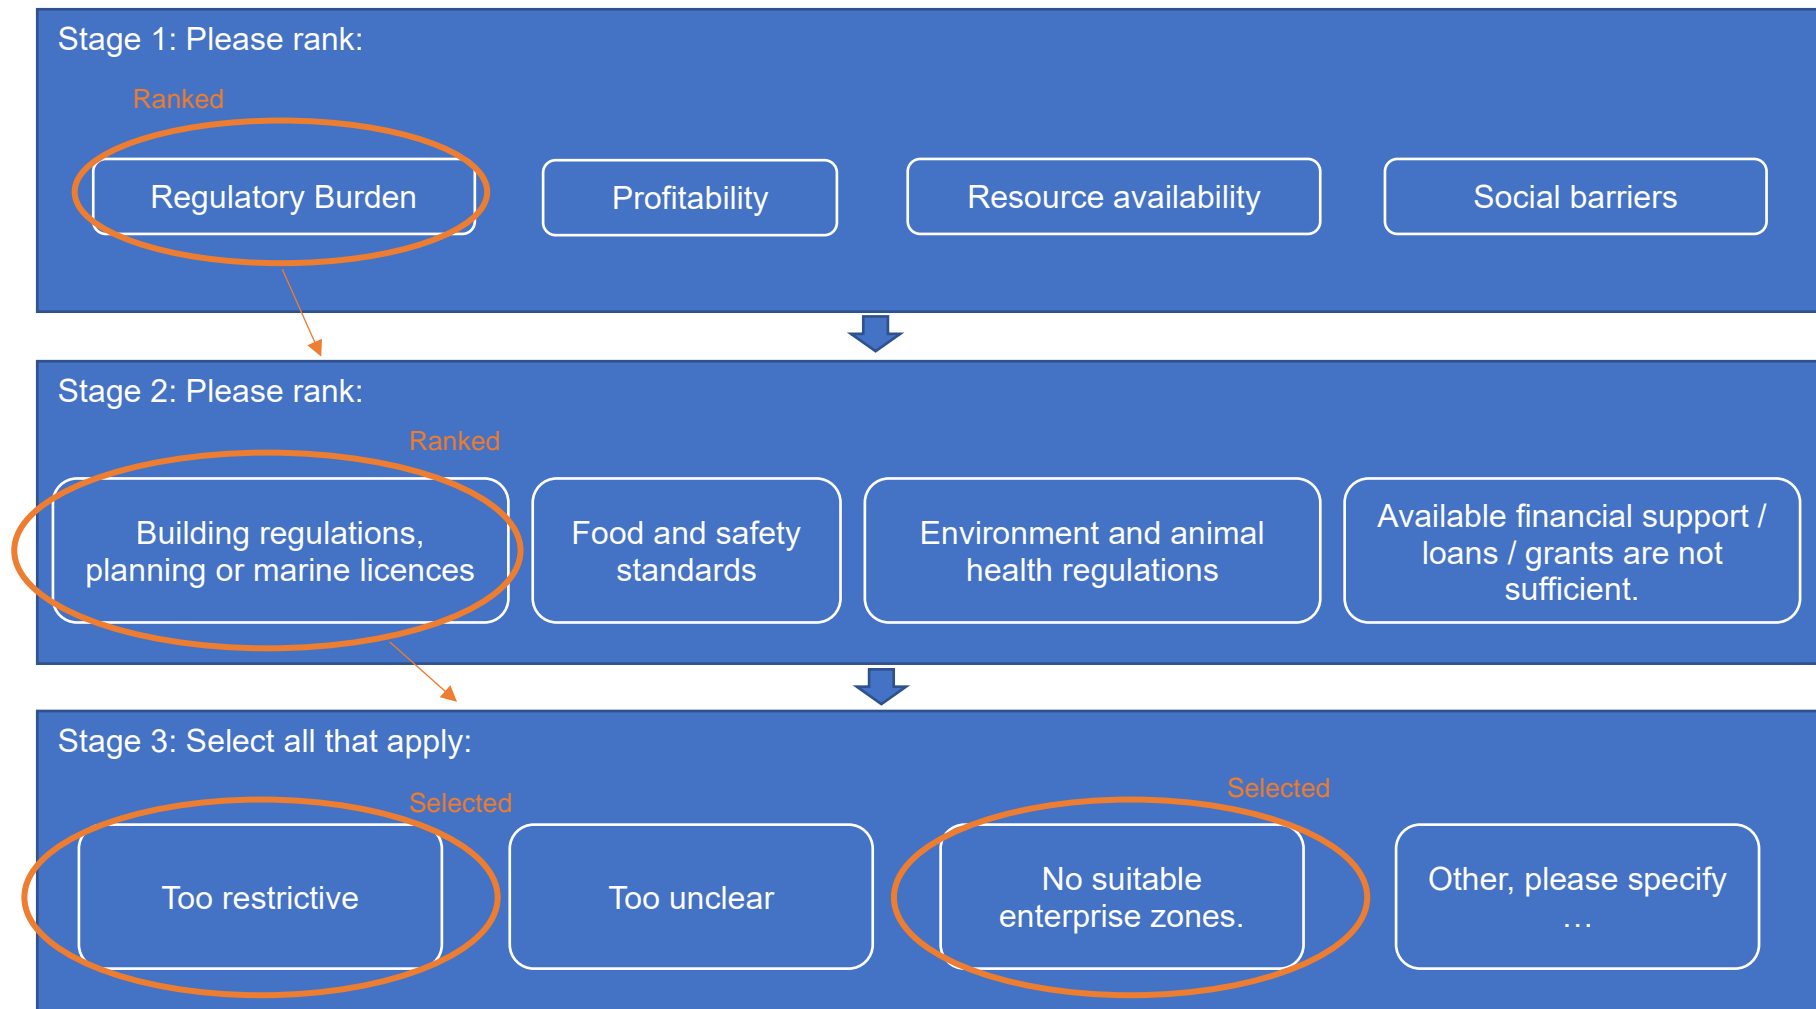 Stage 1: Please rank:
Ranked
Regulatory Burden
Profitability
Resource availability
Social barriers
Stage 2: Please rank:
Ranked
Building regulations,
planning or marine licences
Food and safety
standards
Environment and animal
health regulations
Available financial support /
loans / grants are not
sufficient.
Stage 3: Select all that apply:
Selected
Selected
Too restrictive
Too unclear
No suitable
enterprise zones.
Other, please specify
…